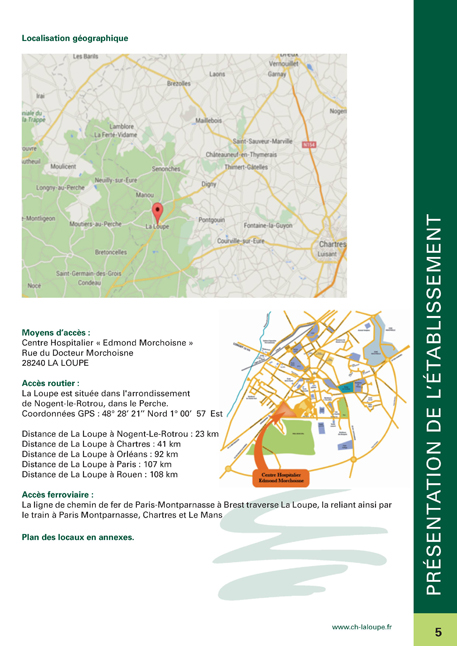 Localisation géographique
Les Barils
Dreux
Vernouillet
Garnay
Laons
Brezolles
Irai
Nogen
Maillebois
la Trappe
Lamblore
La Ferté-Vidame
Saint-Sauveur-Marville
N154
Châteauneuf-en-Thymerais
Moulicent
Senonches
Thimert-Gâtelles
Neuilly-sur-Eure
Longny-au-Perche
Digny
Manou
e-Montligeon
Moutiers-au-Perche
La Loupe
Pontgouin
Fontaine-la-Guyon
Courville-sur-Eure
Chartres
Luisant
Bretoncelles
Saint-Germain-des-Grois
Condeau
Nocé
Moyens d'accès :
Centre Hospitalier « Edmond Morchoisne »
Rue du Docteur Morchoisne
28240 LA LOUPE
Accès routier :
La Loupe est située dans l'arrondissement
de Nogent-le-Rotrou, dans le Perche.
Coordonnées GPS : 48° 28' 21'' Nord 1° 00' 57 Est
Distance de La Loupe à Nogent-Le-Rotrou : 23 km
Distance de La Loupe à Chartres : 41 km
Distance de La Loupe à Orléans : 92 km
Distance de La Loupe à Paris : 107 km
Distance de La Loupe à Rouen : 108 km
Centre Hospitalier
Edmond Morchoisne
Accès ferroviaire :
La ligne de chemin de fer de Paris-Montparnasse à Brest traverse La Loupe, la reliant ainsi par
le train à Paris Montparnasse, Chartres et Le Mans
Plan des locaux en annexes.
www.ch-laloupe.fr
5
PRÉSENTATION DE L'ÉTABLISSEMENT